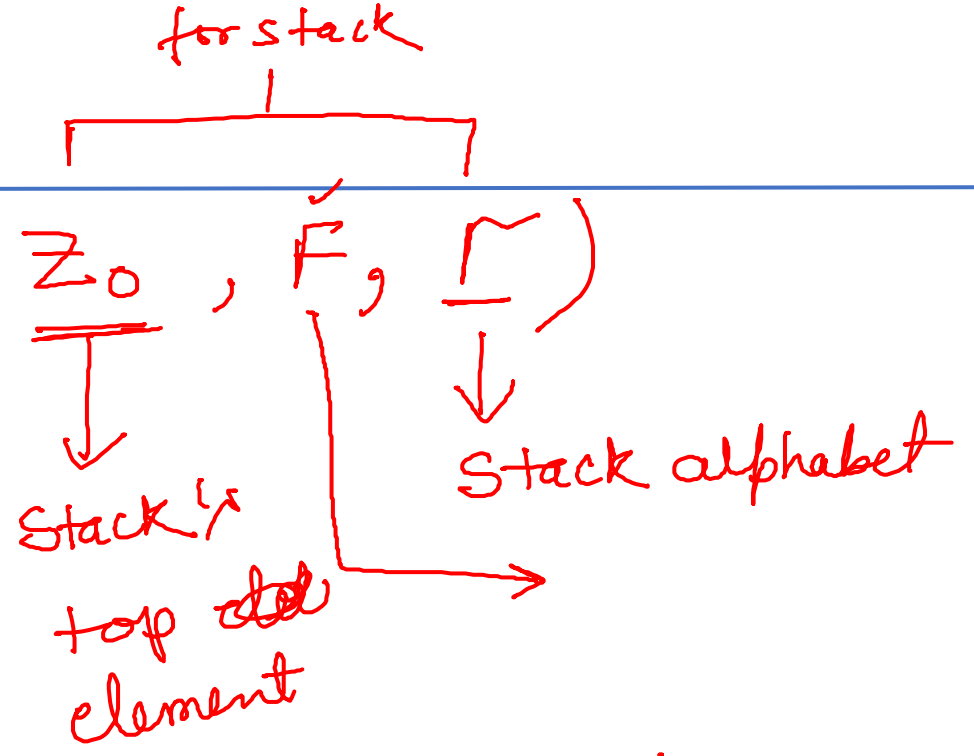 for stack
Z₀ , F , Γ )
stack alphabet
stack's
top
element